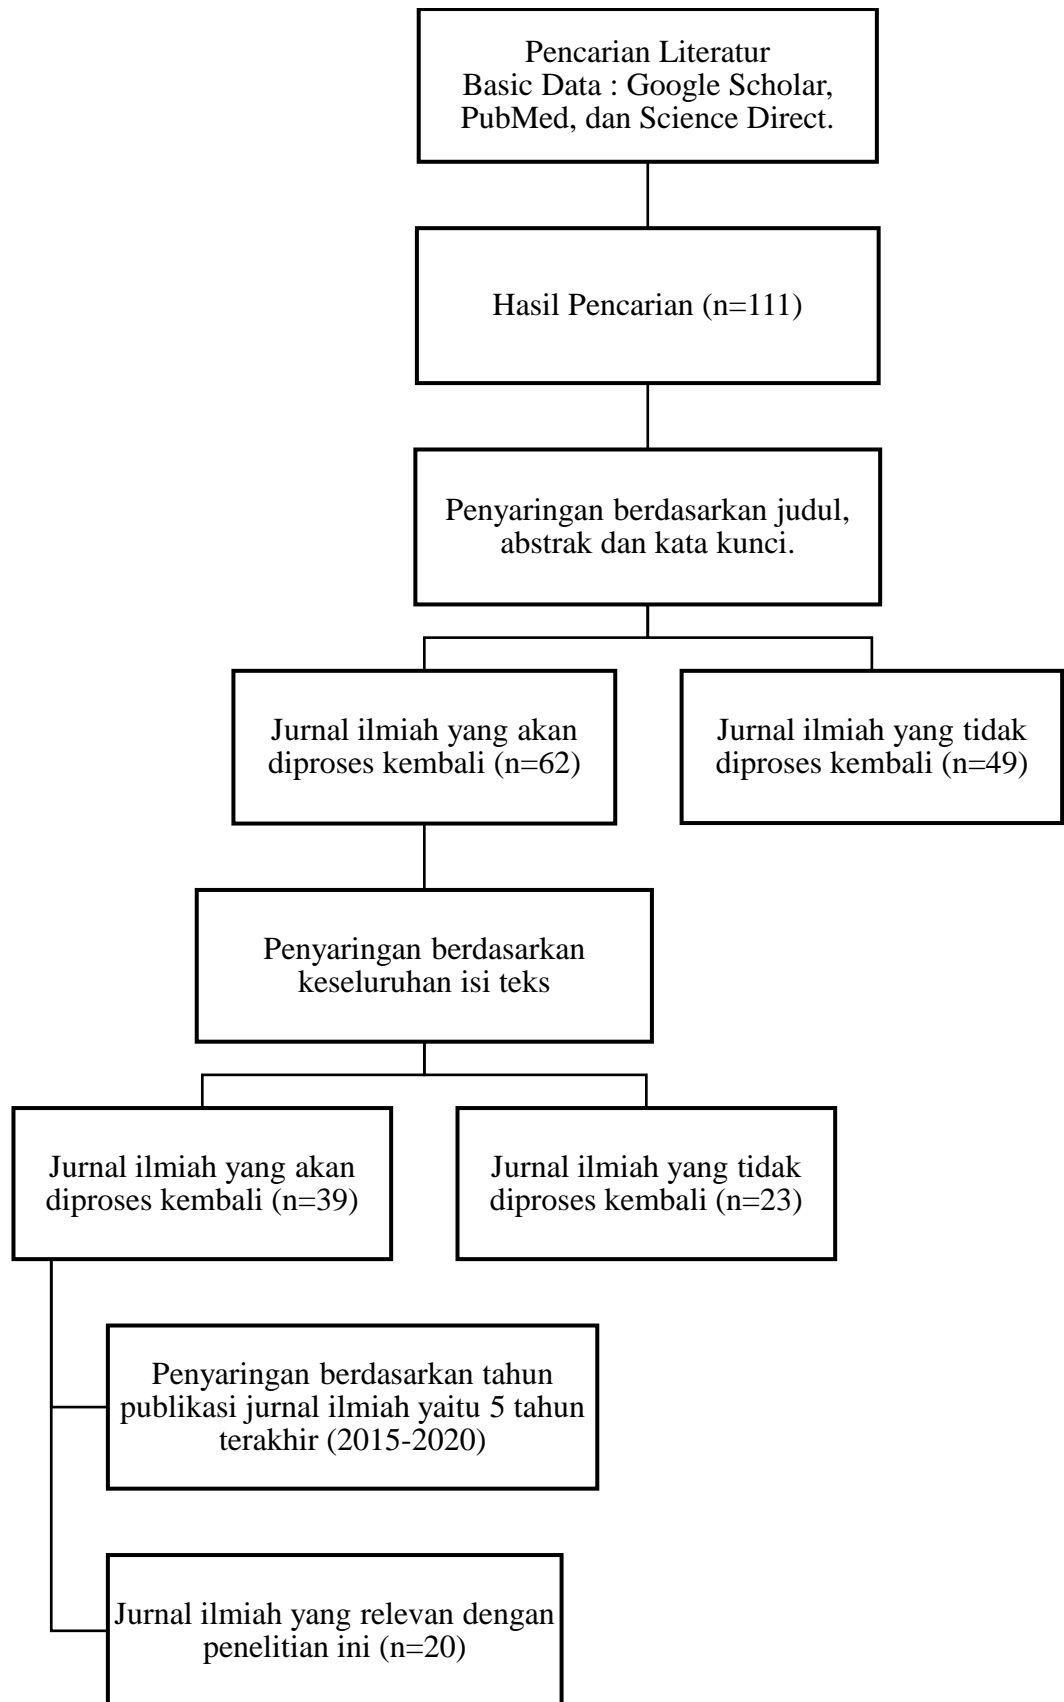 Pencarian Literatur
Basic Data : Google Scholar,
PubMed, dan Science Direct.
Hasil Pencarian (n=111)
Penyaringan berdasarkan judul,
abstrak dan kata kunci.
Jurnal ilmiah yang akan
diproses kembali (n=62)
Jurnal ilmiah yang tidak
diproses kembali (n=49)
Penyaringan berdasarkan
keseluruhan isi teks
Jurnal ilmiah yang akan
diproses kembali (n=39)
Jurnal ilmiah yang tidak
diproses kembali (n=23)
Penyaringan berdasarkan tahun
publikasi jurnal ilmiah yaitu 5 tahun
terakhir (2015-2020)
Jurnal ilmiah yang relevan dengan
penelitian ini (n=20)